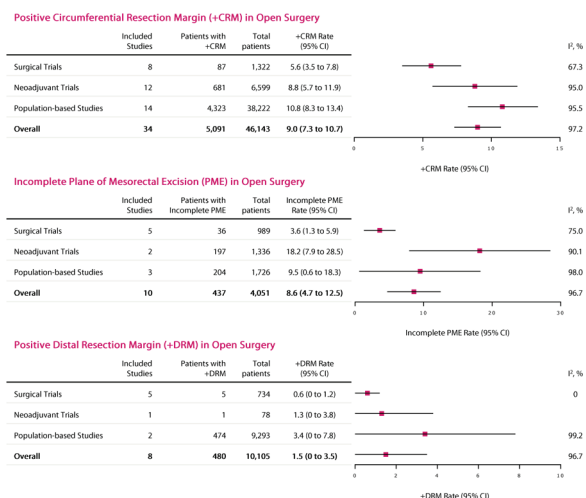 Positive Circumferential Resection Margin (+CRM) in Open Surgery
Included Studies Patients with +CRM Total patients +CRM Rate (95% CI) I², %
Surgical Trials 8 87 1,322 5.6 (3.5 to 7.8) 67.3
Neoadjuvant Trials 12 681 6,599 8.8 (5.7 to 11.9) 95.0
Population-based Studies 14 4,323 38,222 10.8 (8.3 to 13.4) 95.5
Overall 34 5,091 46,143 9.0 (7.3 to 10.7) 97.2
0 5 10 15
+CRM Rate (95% CI)
Incomplete Plane of Mesorectal Excision (PME) in Open Surgery
Included Studies Patients with Incomplete PME Total patients Incomplete PME Rate (95% CI) I², %
Surgical Trials 5 36 989 3.6 (1.3 to 5.9) 75.0
Neoadjuvant Trials 2 197 1,336 18.2 (7.9 to 28.5) 90.1
Population-based Studies 3 204 1,726 9.5 (0.6 to 18.3) 98.0
Overall 10 437 4,051 8.6 (4.7 to 12.5) 96.7
0 10 20 30
Incomplete PME Rate (95% CI)
Positive Distal Resection Margin (+DRM) in Open Surgery
Included Studies Patients with +DRM Total patients +DRM Rate (95% CI) I², %
Surgical Trials 5 5 734 0.6 (0 to 1.2) 0
Neoadjuvant Trials 1 1 78 1.3 (0 to 3.8)
Population-based Studies 2 474 9,293 3.4 (0 to 7.8) 99.2
Overall 8 480 10,105 1.5 (0 to 3.5) 96.7
0 2 4 6 8 10
+DRM Rate (95% CI)